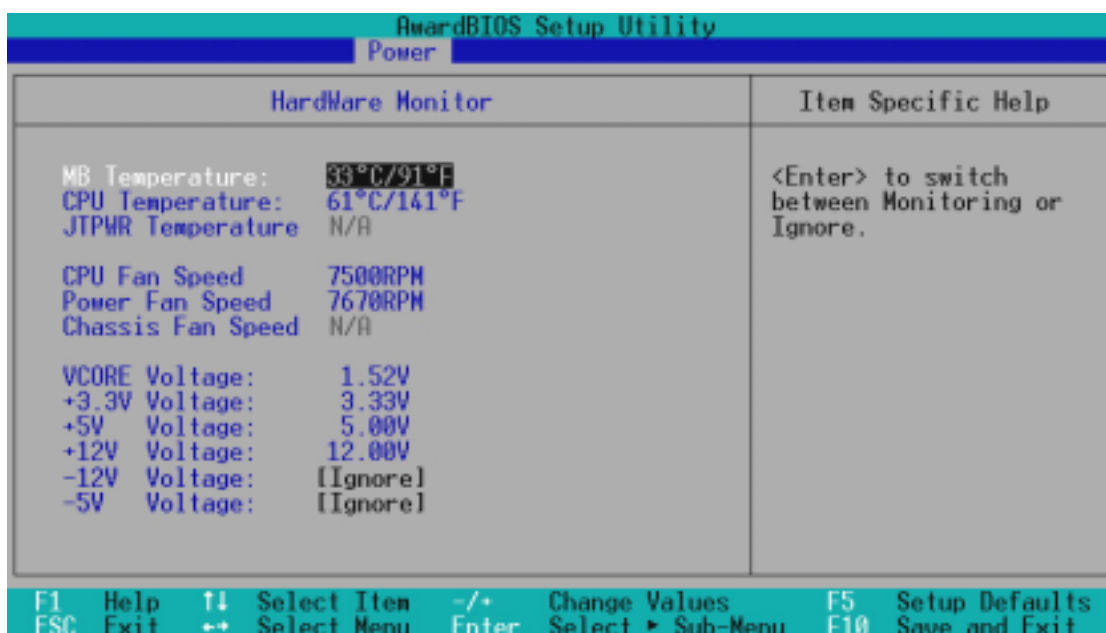 AwardBIOS Setup Utility
Power
HardWare Monitor
Item Specific Help
MB Temperature: 33°C/91°F
CPU Temperature: 61°C/141°F
JTPWR Temperature N/A
CPU Fan Speed 7500RPM
Power Fan Speed 7670RPM
Chassis Fan Speed N/A
VCORE Voltage: 1.52V
+3.3V Voltage: 3.33V
+5V Voltage: 5.00V
+12V Voltage: 12.00V
-12V Voltage: [Ignore]
-5V Voltage: [Ignore]
<Enter> to switch
between Monitoring or
Ignore.
F1 Help ↑↓ Select Item -/+ Change Values F5 Setup Defaults
ESC Exit ←→ Select Menu Enter Select ► Sub-Menu F10 Save and Exit